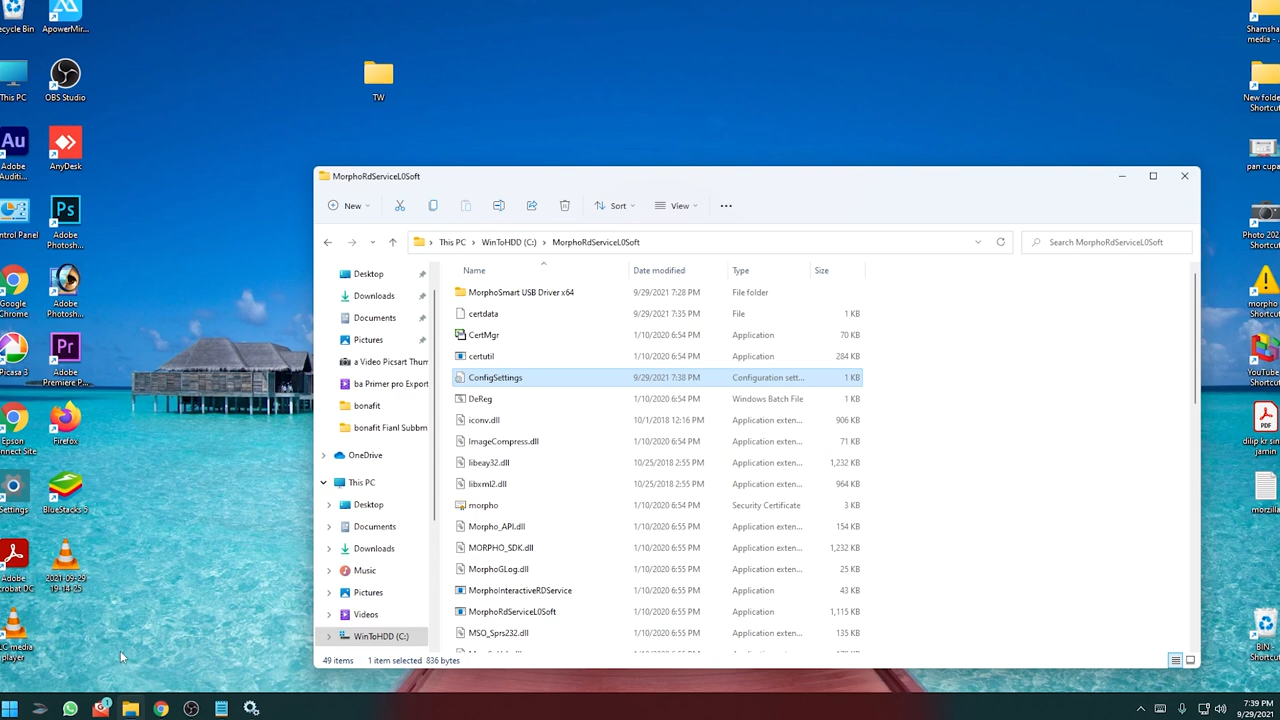 ecycle Bin
ApowerMir...
This PC
OBS Studio
Adobe
Auditi...
AnyDesk
ontrol Panel
Adobe
Photosh...
Google
Chrome
Adobe
Photosh...
Picasa 3
Adobe
Premiere P...
Epson
onnect Site
Firefox
Settings
BlueStacks 5
Adobe
crobat DC
2021-09-29
19-14-25
LC media
player
TW
Shamsha
media - ...
New folde
Shortcut
pan cupa
Photo 202
Shortcut
morpho_
Shortcut
YouTube
Shortcut
dilip kr sin
jamin
morzilla
BIN -
Shortcut
MorphoRdServiceL0Soft
New
Sort
View
This PC
WinToHDD (C:)
MorphoRdServiceL0Soft
Search MorphoRdServiceL0Soft
Desktop
Downloads
Documents
Pictures
a Video Picsart Thum
ba Primer pro Export
bonafit
bonafit Fianl Subbm
OneDrive
This PC
Desktop
Documents
Downloads
Music
Pictures
Videos
WinToHDD (C:)
Name Date modified Type Size
MorphoSmart USB Driver x64 9/29/2021 7:28 PM File folder
certdata 9/29/2021 7:35 PM File 1 KB
CertMgr 1/10/2020 6:54 PM Application 70 KB
certutil 1/10/2020 6:54 PM Application 284 KB
ConfigSettings 9/29/2021 7:38 PM Configuration sett... 1 KB
DeReg 1/10/2020 6:54 PM Windows Batch File 1 KB
iconv.dll 10/1/2018 12:16 PM Application exten... 906 KB
ImageCompress.dll 1/10/2020 6:54 PM Application exten... 71 KB
libeay32.dll 10/25/2018 2:55 PM Application exten... 1,232 KB
libxml2.dll 10/25/2018 2:55 PM Application exten... 964 KB
morpho 1/10/2020 6:54 PM Security Certificate 3 KB
Morpho_API.dll 1/10/2020 6:55 PM Application exten... 154 KB
MORPHO_SDK.dll 1/10/2020 6:55 PM Application exten... 1,232 KB
MorphoGLog.dll 1/10/2020 6:55 PM Application exten... 25 KB
MorphoInteractiveRDService 1/10/2020 6:55 PM Application 43 KB
MorphoRdServiceL0Soft 1/10/2020 6:55 PM Application 1,115 KB
MSO_Sprs232.dll 1/10/2020 6:55 PM Application exten... 135 KB
49 items 1 item selected 836 bytes
7:39 PM
9/29/2021